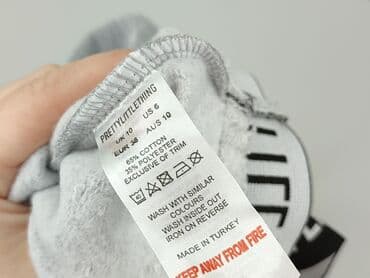 PRETTYLITTLETHING
UK 10 US 6
EUR 38 AUS 10
65% COTTON
35% POLYESTER
EXCLUSIVE OF TRIM
40
WASH WITH SIMILAR
COLOURS
WASH INSIDE OUT
IRON ON REVERSE
MADE IN TURKEY
KEEP AWAY FROM FIRE